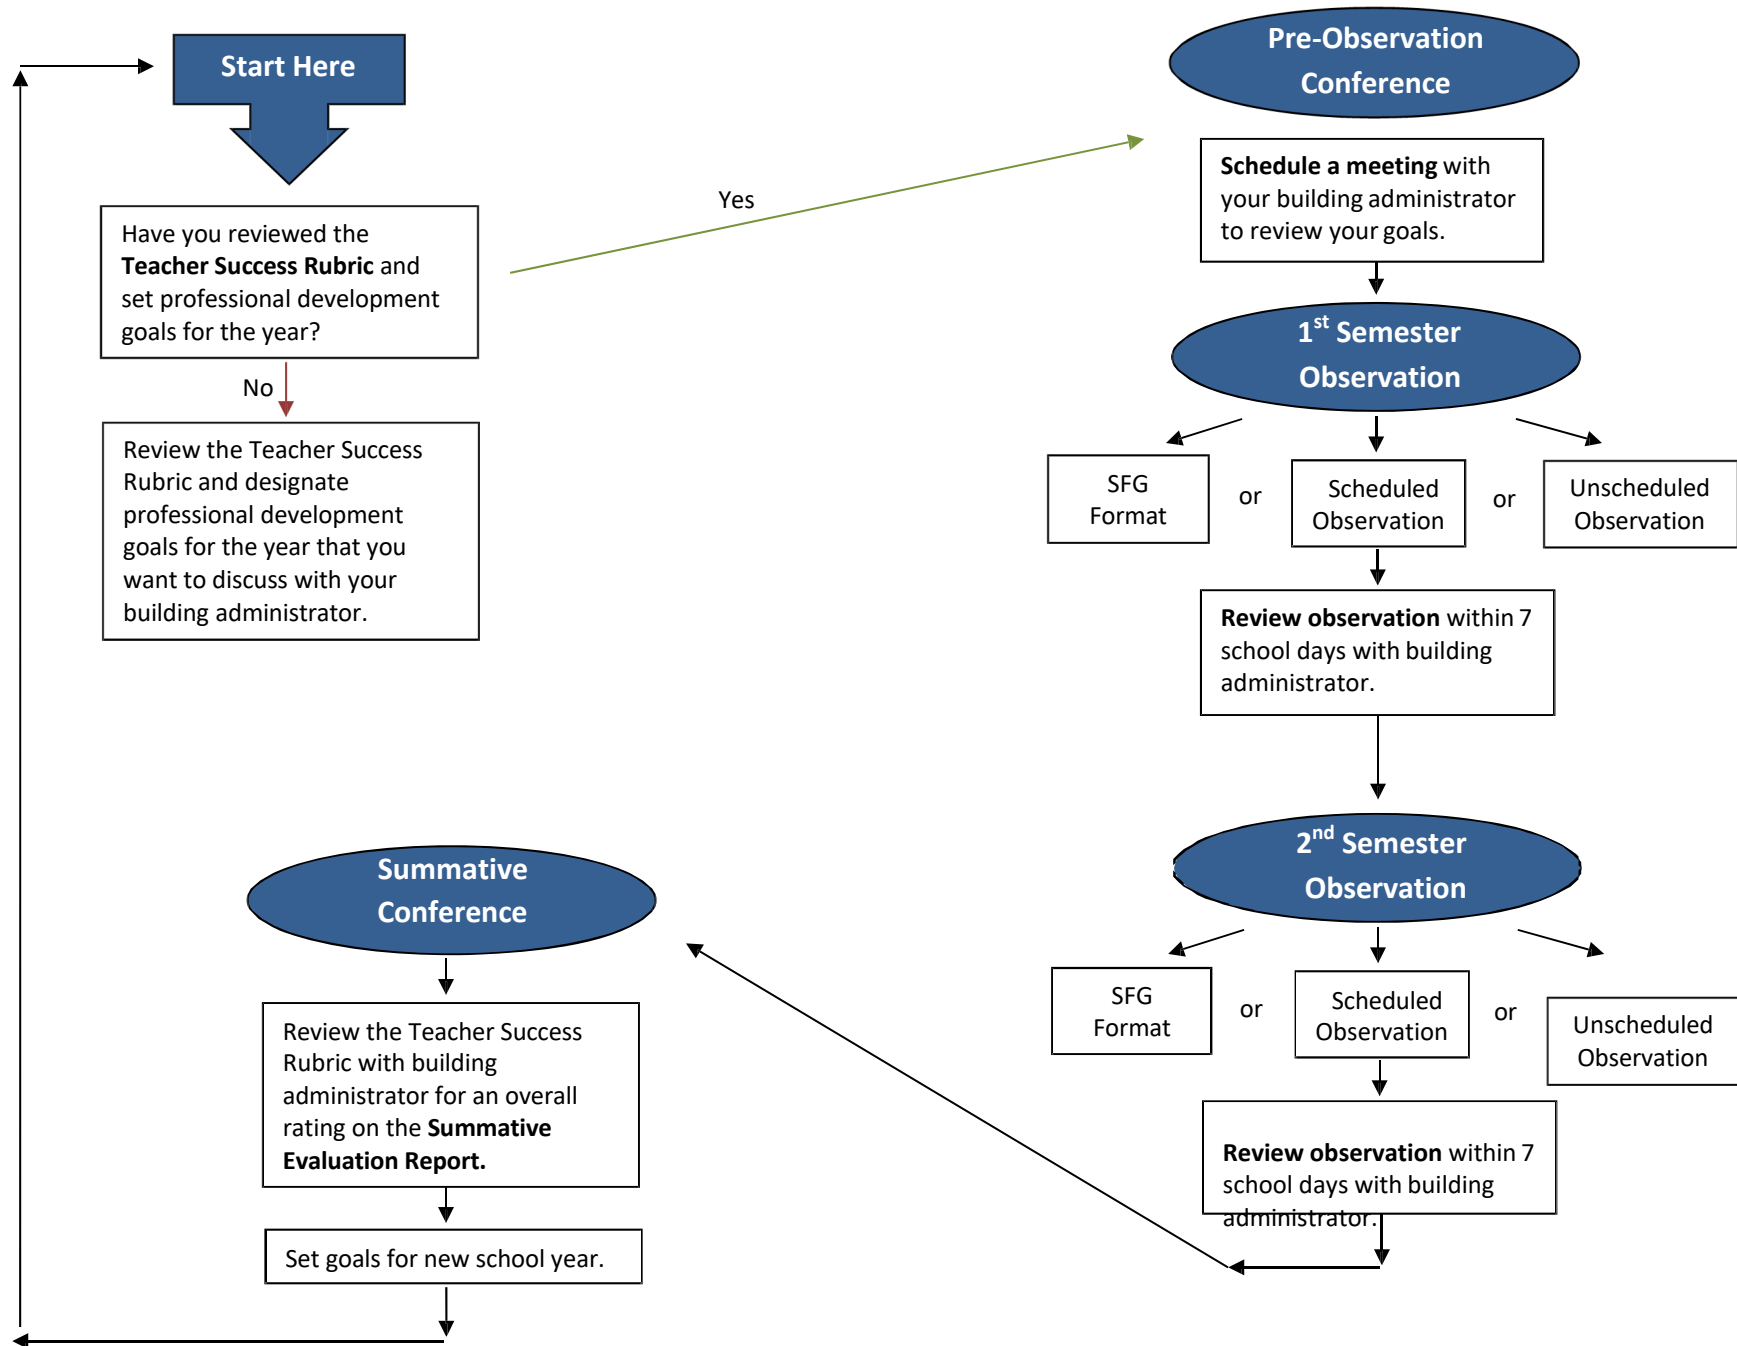 Start Here
Have you reviewed the
Teacher Success Rubric and
set professional development
goals for the year?
No
Review the Teacher Success
Rubric and designate
professional development
goals for the year that you
want to discuss with your
building administrator.
Yes
Pre-Observation
Conference
Schedule a meeting with
your building administrator
to review your goals.
1st Semester
Observation
SFG
Format
or
Scheduled
Observation
or
Unscheduled
Observation
Review observation within 7
school days with building
administrator.
2nd Semester
Observation
SFG
Format
or
Scheduled
Observation
or
Unscheduled
Observation
Review observation within 7
school days with building
administrator.
Summative
Conference
Review the Teacher Success
Rubric with building
administrator for an overall
rating on the Summative
Evaluation Report.
Set goals for new school year.